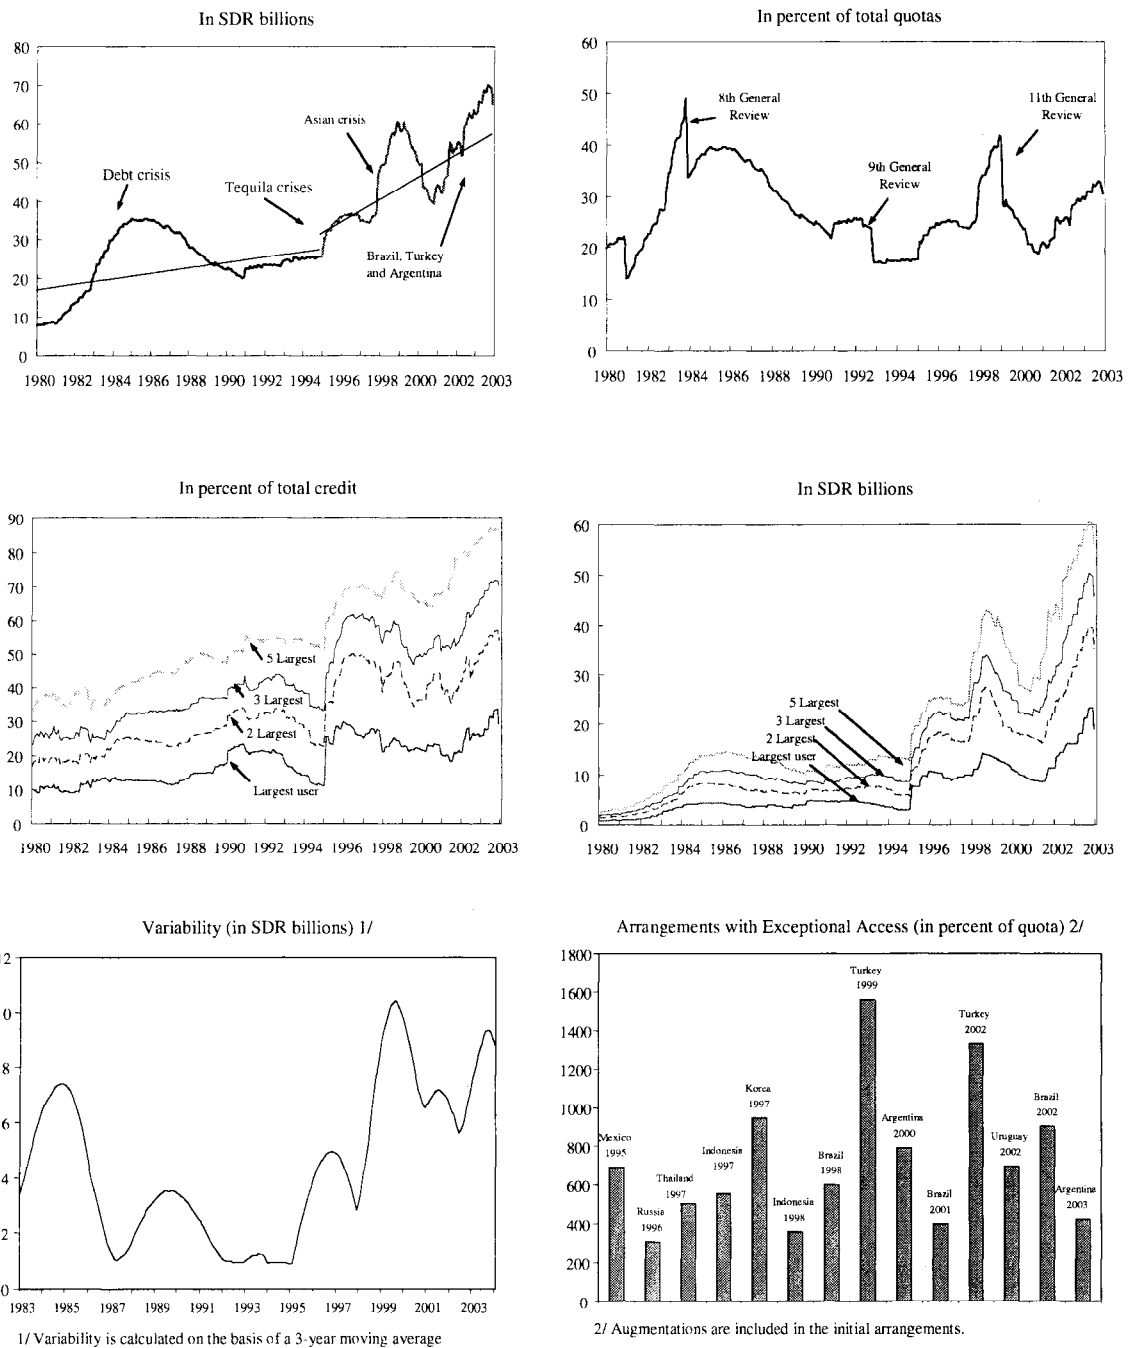 In SDR billions
80
70
60
50
40
30
20
10
0
Asian crisis
Debt crisis
Tequila crises
Brazil, Turkey
and Argentina
1980 1982 1984 1986 1988 1990 1992 1994 1996 1998 2000 2002 2003
In percent of total quotas
60
50
40
30
20
10
0
8th General
Review
11th General
Review
9th General
Review
1980 1982 1984 1986 1988 1990 1992 1994 1996 1998 2000 2002 2003
In percent of total credit
90
80
70
60
50
40
30
20
10
0
5 Largest
3 Largest
2 Largest
Largest user
1980 1982 1984 1986 1988 1990 1992 1994 1996 1998 2000 2002 2003
In SDR billions
60
50
40
30
20
10
0
5 Largest
3 Largest
2 Largest
Largest user
1980 1982 1984 1986 1988 1990 1992 1994 1996 1998 2000 2002 2003
Variability (in SDR billions) 1/
2
0
8
6
4
2
0
1983 1985 1987 1989 1991 1993 1995 1997 1999 2001 2003
1/ Variability is calculated on the basis of a 3-year moving average
Arrangements with Exceptional Access (in percent of quota) 2/
1800
1600
1400
1200
1000
800
600
400
200
0
Mexico
1995
Russia
1996
Thailand
1997
Indonesia
1997
Korea
1997
Indonesia
1998
Brazil
1998
Turkey
1999
Argentina
2000
Brazil
2001
Turkey
2002
Uruguay
2002
Brazil
2002
Argentina
2003
2/ Augmentations are included in the initial arrangements.